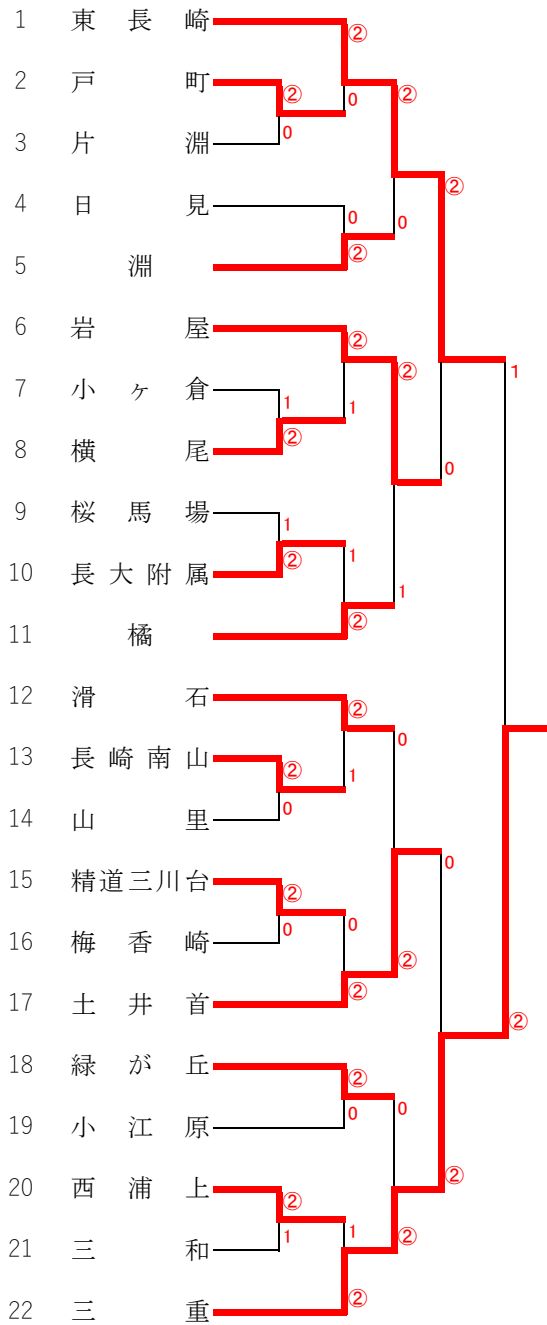 1 東長崎
②
2 戸町
②
②
0
0
3 片淵
②
4 日見
0
0
5 淵
②
6 岩屋
②
②
1
7 小ヶ倉
1
1
8 横尾
②
0
9 桜馬場
1
1
10 長大附属
②
1
11 橘
②
12 滑石
②
0
13 長崎南山
②
1
14 山里
0
0
15 精道三川台
②
0
0
16 梅香崎
②
17 土井首
②
②
18 緑が丘
②
0
0
19 小江原
②
20 西浦上
②
1
1
21 三和
②
22 三重
②